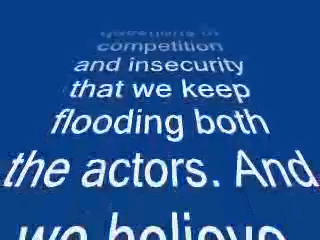 competition
and insecurity
that we keep
flooding both
the actors. And
we believe